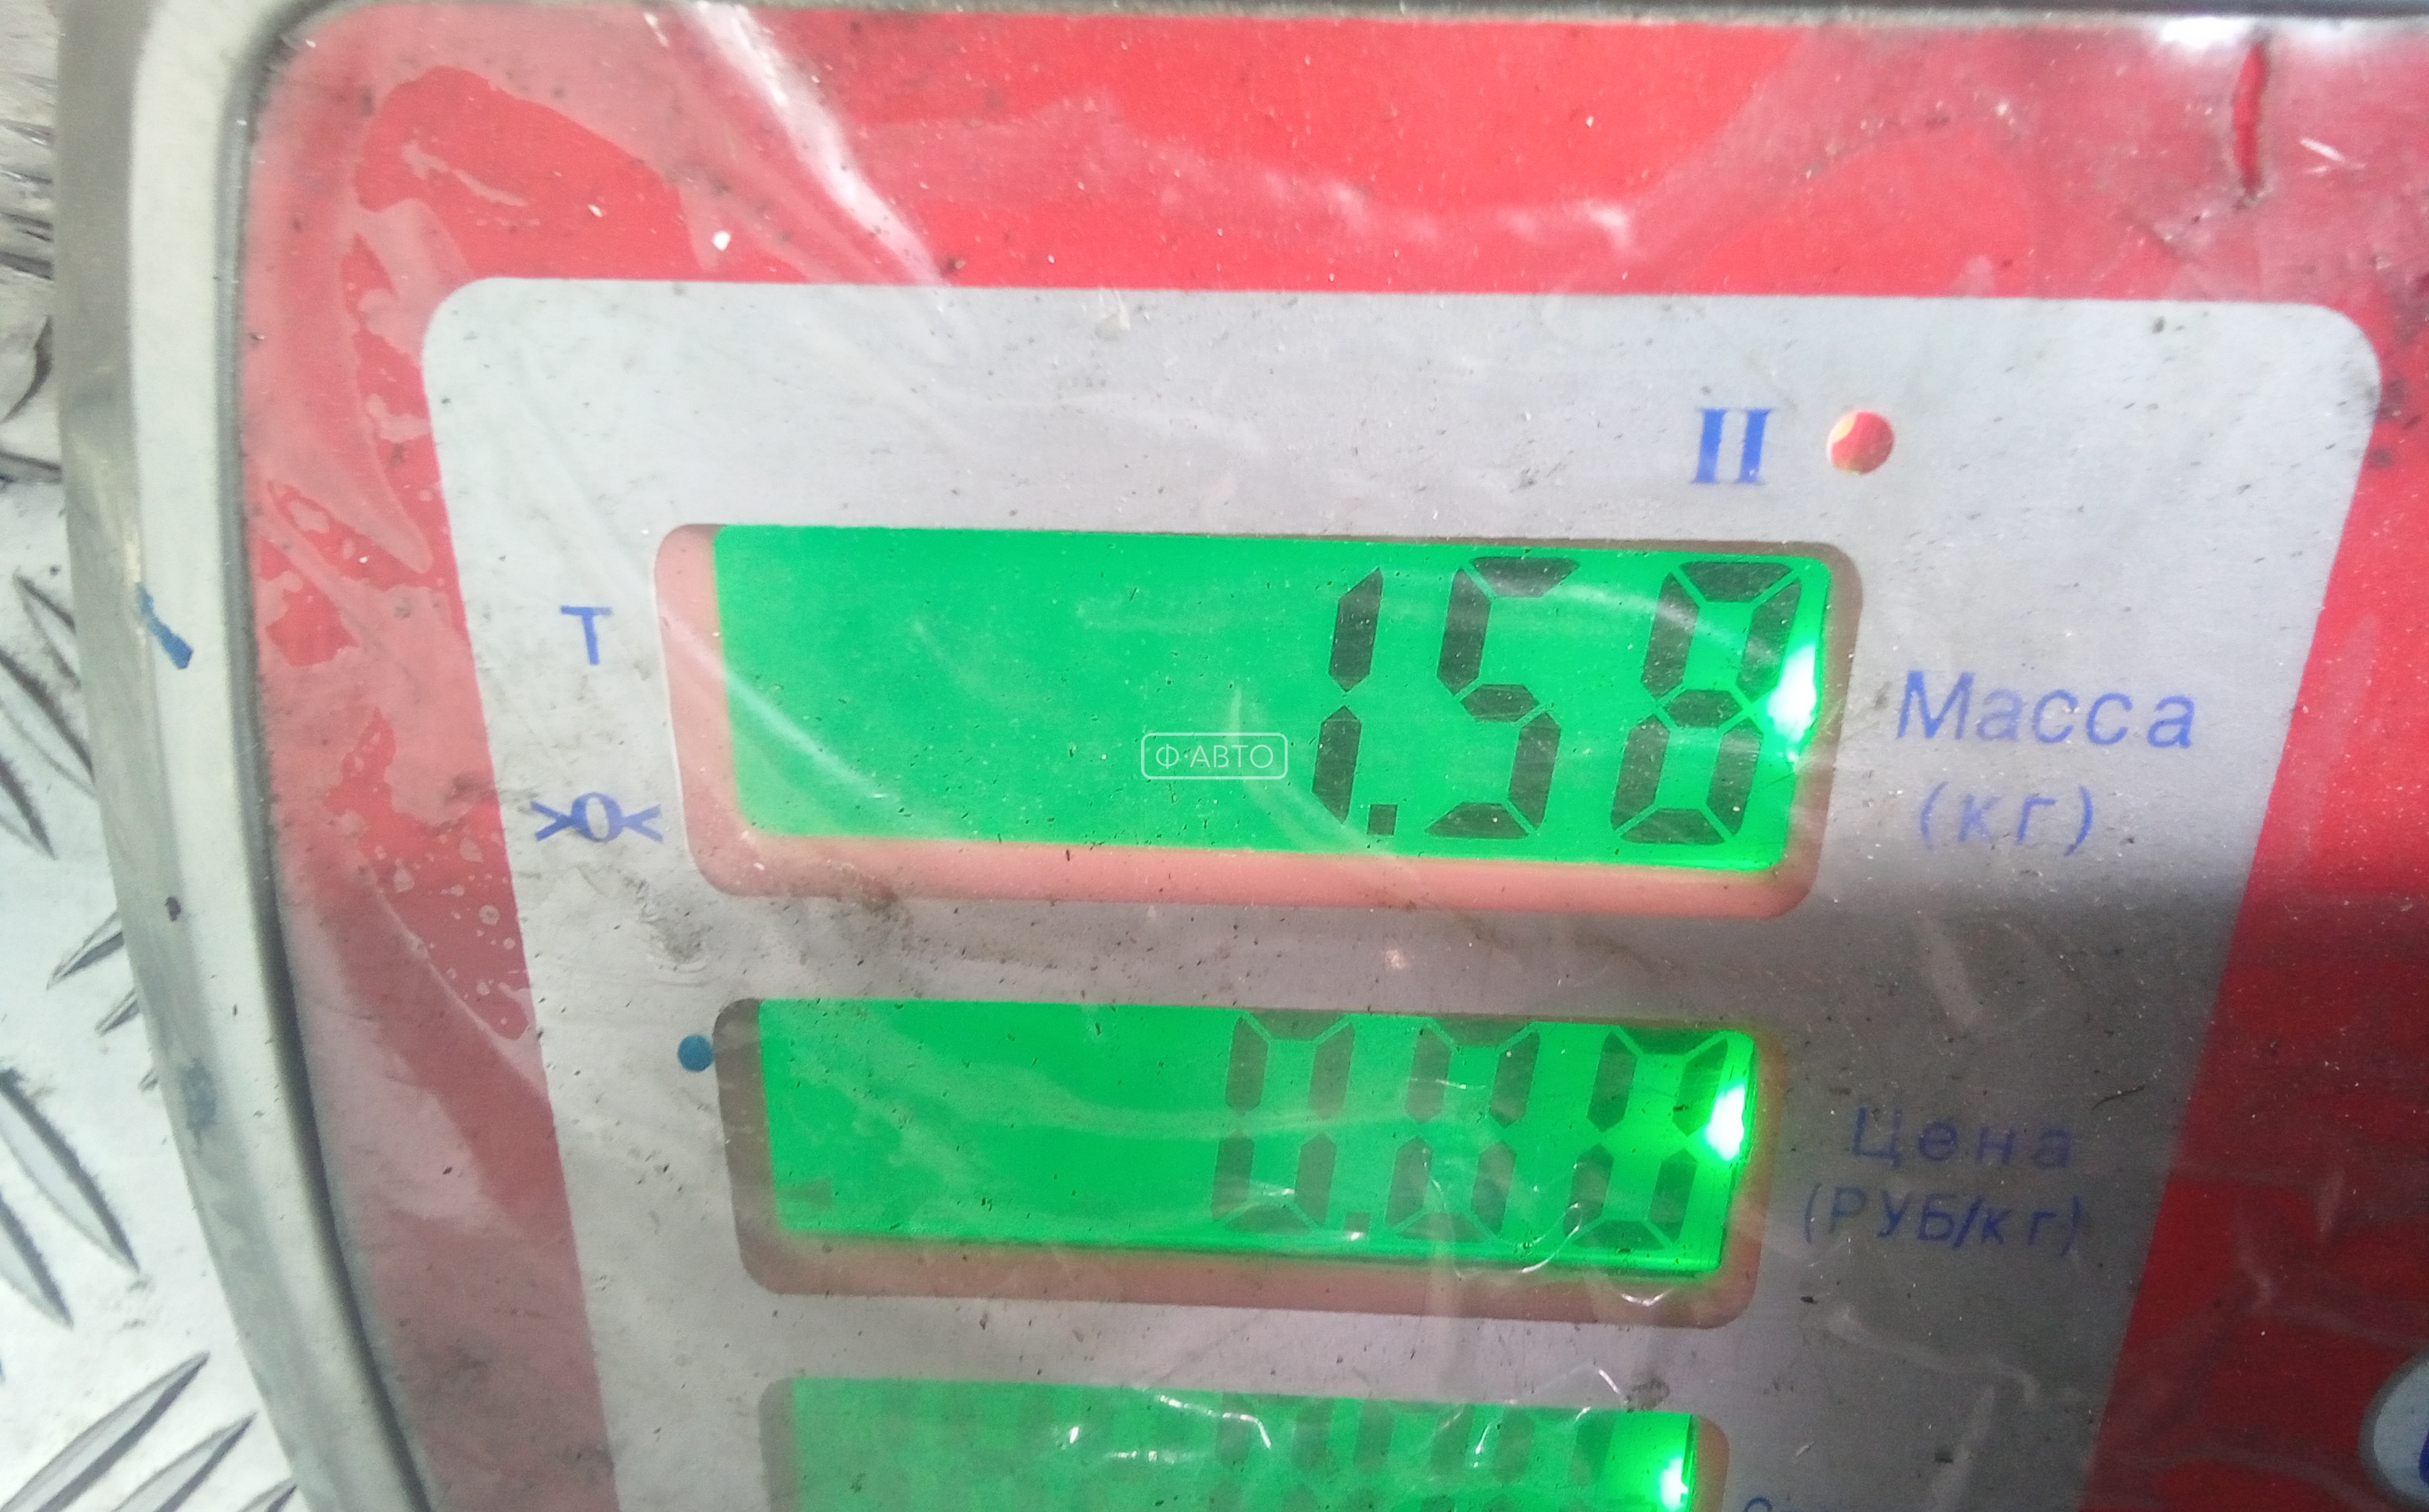 II
T
1.58
Масса
(кг)
Ф·АВТО
>0<
0.00
Цена
(РУБ/кг)